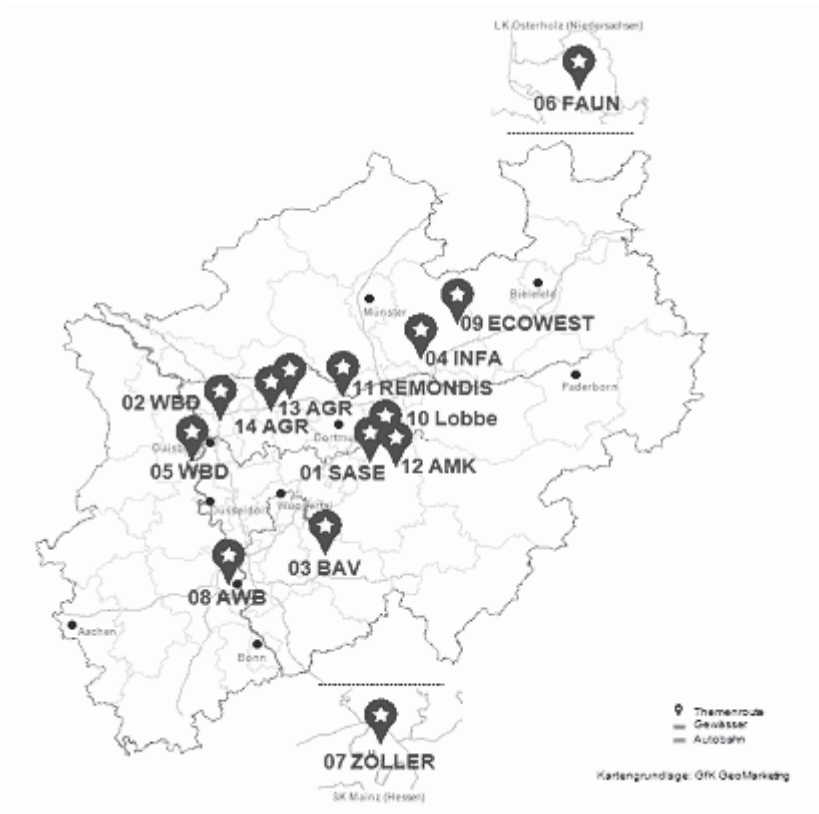 LK Osterholz (Niedersachsen)
06 FAUN
Münster
Bielefeld
09 ECOWEST
04 INFA
11 REMONDIS
Paderborn
02 WBD
13 AGR
14 AGR
10 Lobbe
05 WBD
01 SASE
12 AMK
Düsseldorf
Wuppertal
03 BAV
08 AWB
Aachen
Bonn
07 ZÖLLER
SK Mainz (Hessen)
Themenroute
Gewässer
Autobahn
Kartengrundlage: GfK GeoMarketing